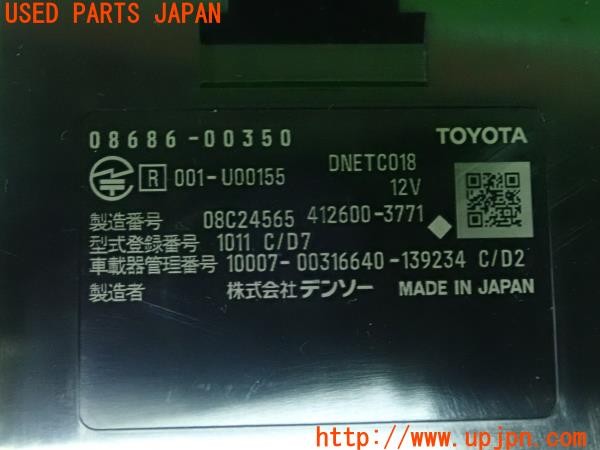 USED PARTS JAPAN
08686-00350 TOYOTA
R 001-U00155 DNETC018
12V
製造番号 08C24565 412600-3771
型式登録番号 1011 C/D7
車載器管理番号 10007-00316640-139234 C/D2
製造者 株式会社デンソー MADE IN JAPAN
http://www.upjpn.com